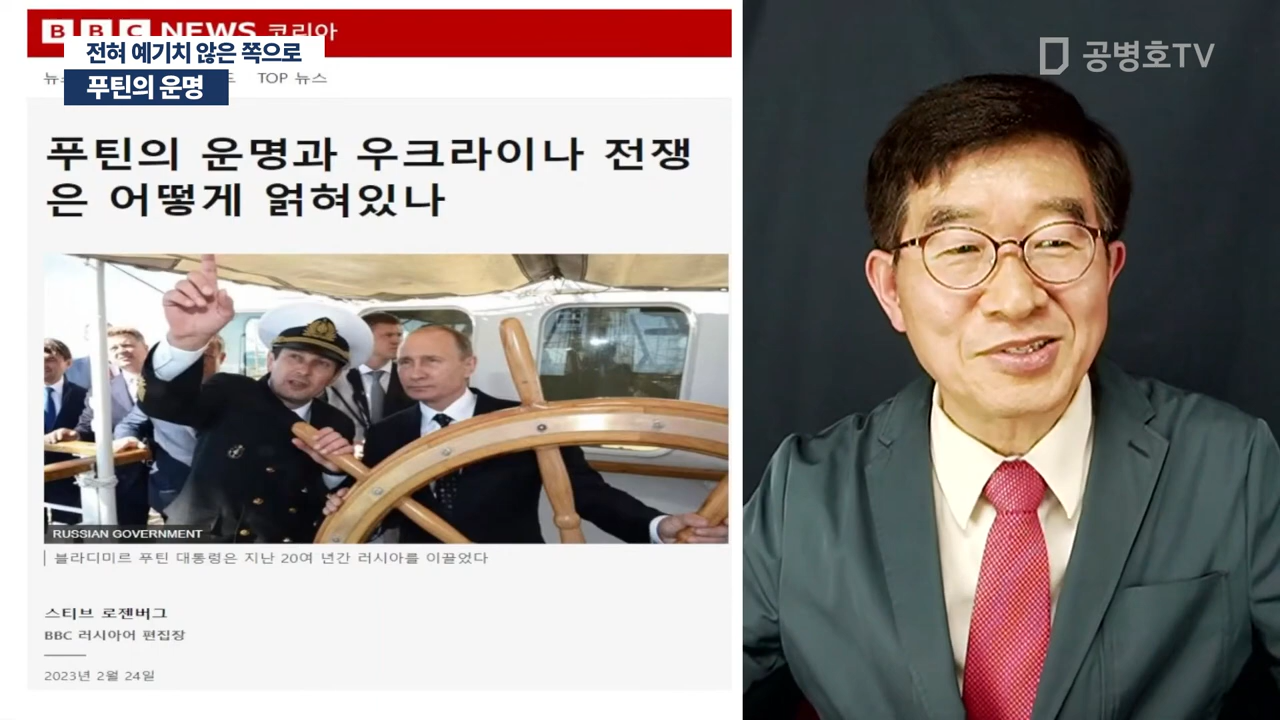 BBC NEWS 코리아
전혀 예기치 않은 쪽으로
푸틴의 운명
뉴 드 TOP 뉴스
공병호TV
푸틴의 운명과 우크라이나 전쟁
은 어떻게 얽혀있나
RUSSIAN GOVERNMENT
블라디미르 푸틴 대통령은 지난 20여 년간 러시아를 이끌었다
스티브 로젠버그
BBC 러시아어 편집장
2023년 2월 24일